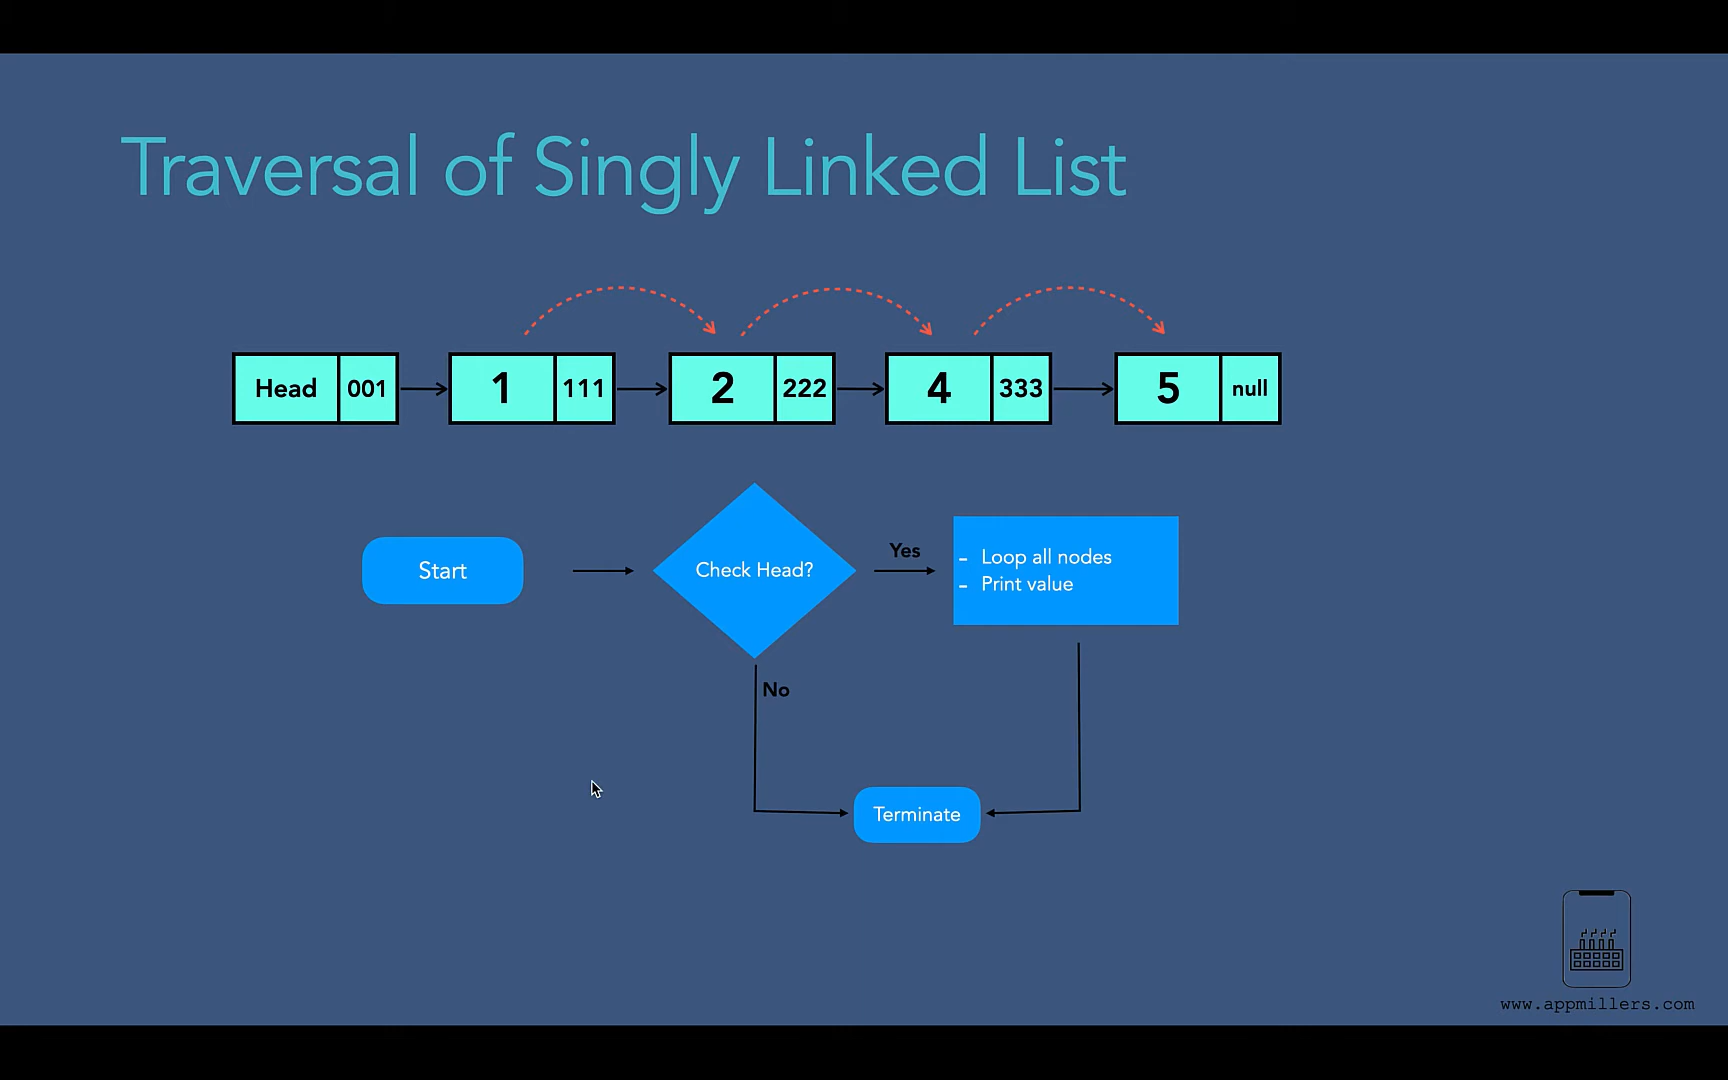 Traversal of Singly Linked List
Head 001 1 111 2 222 4 333 5 null
Start
Check Head?
Yes
- Loop all nodes
- Print value
No
Terminate
www.appmillers.com